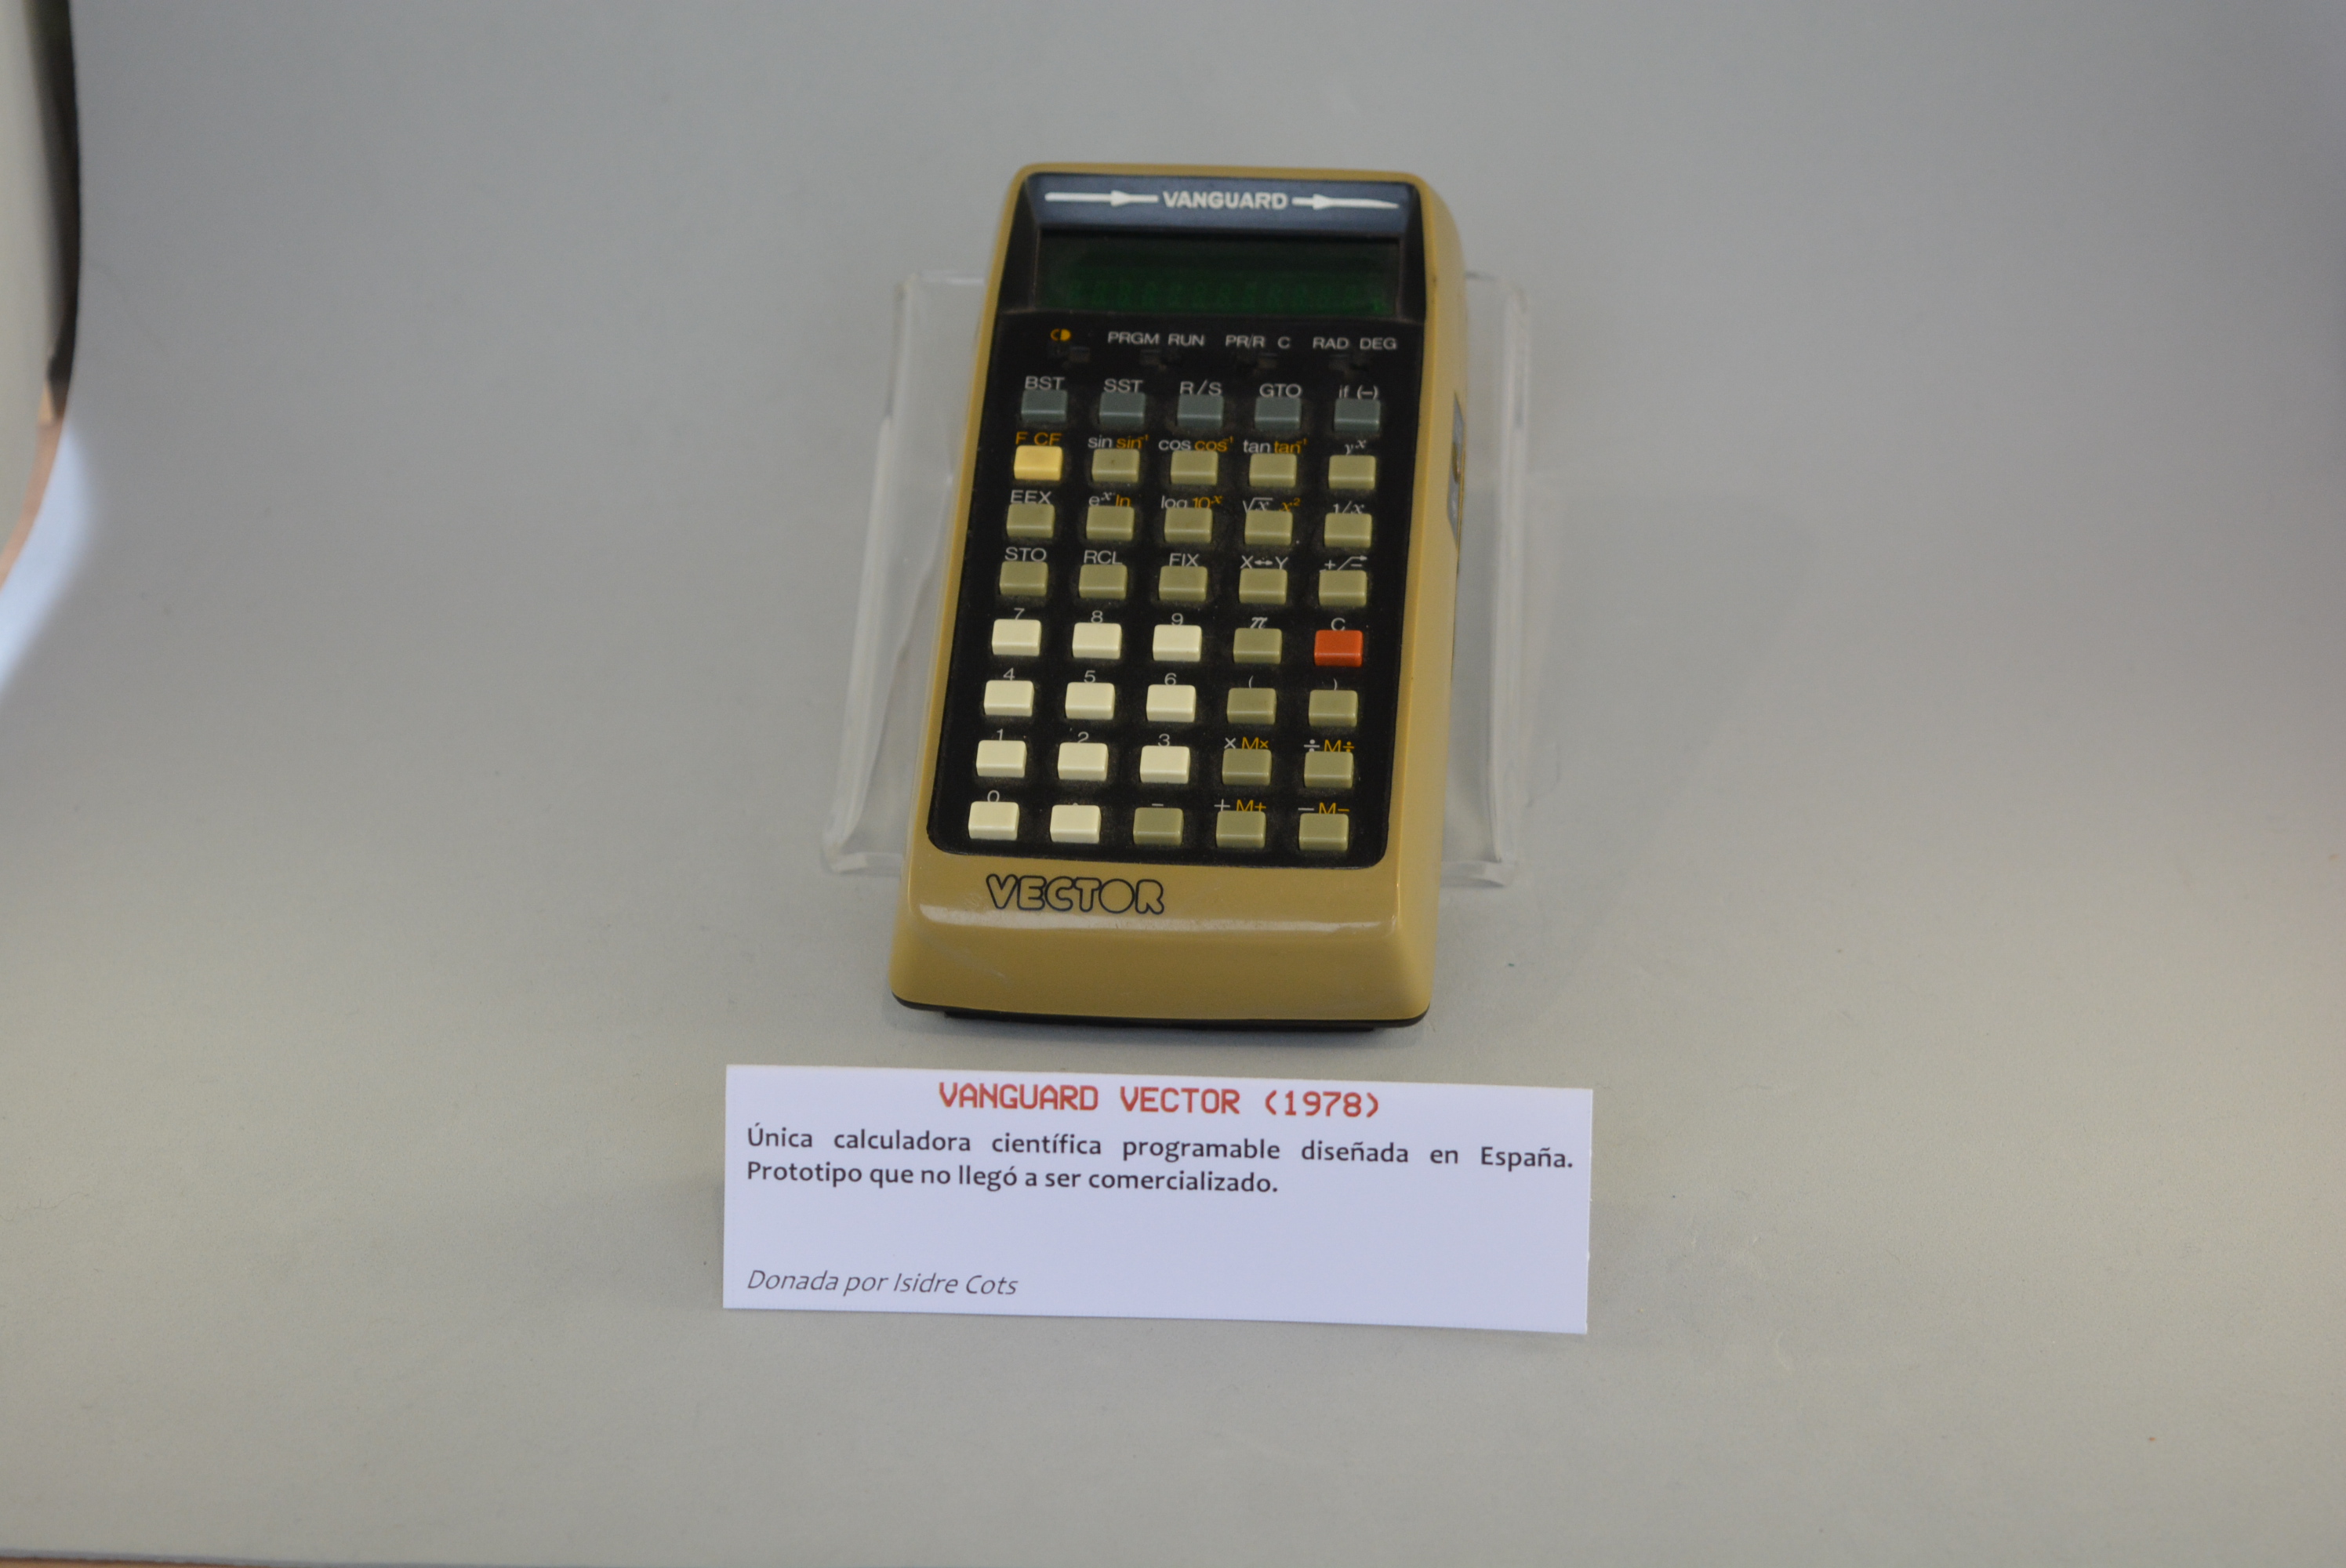 VANGUARD
PRGM RUN PR/R C RAD DEG
BST SST R/S GTO if (-)
F CF sin sin⁻¹ cos cos⁻¹ tan tan⁻¹ yˣ
EEX eˣ ln log 10ˣ √x x² 1/x
STO RCL FIX X↔Y +/-
7 8 9 π C
4 5 6 ( )
1 2 3 × M× ÷ M÷
0 . = + M+ − M−
VECTOR
VANGUARD VECTOR (1978)
Única calculadora científica programable diseñada en España.
Prototipo que no llegó a ser comercializado.
Donada por Isidre Cots